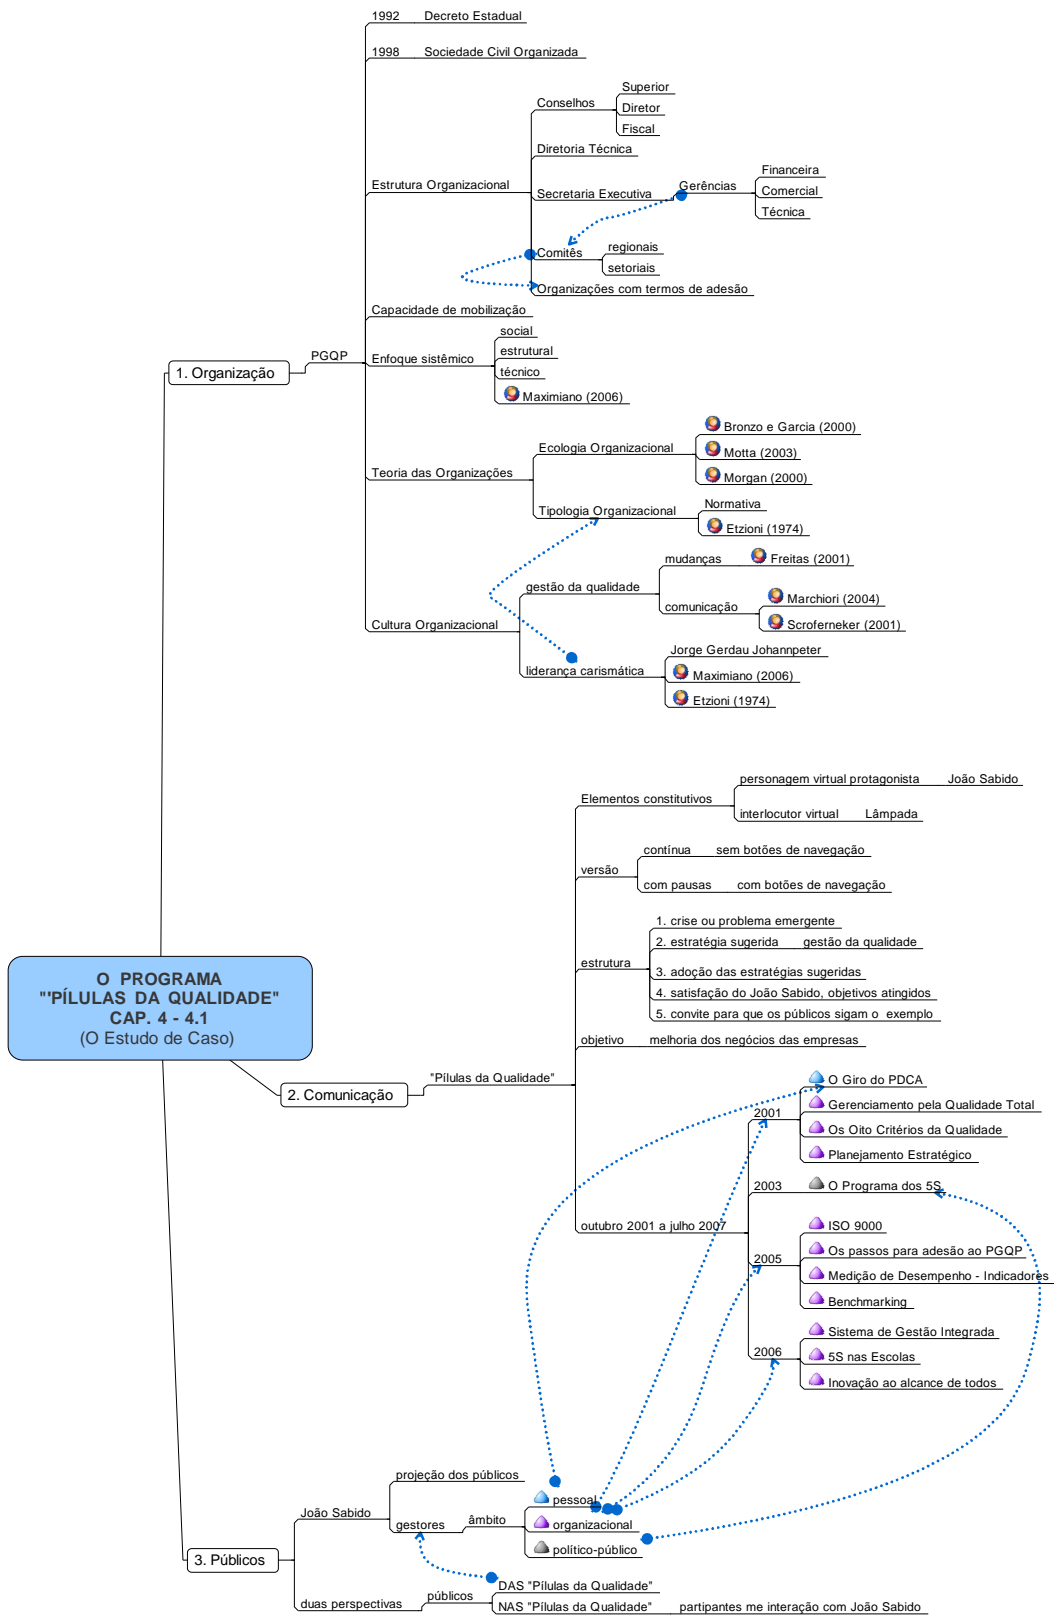 1992 Decreto Estadual
1998 Sociedade Civil Organizada
Superior
Conselhos
Diretor
Fiscal
Diretoria Técnica
Financeira
Estrutura Organizacional
Secretaria Executiva
Gerências
Comercial
Técnica
regionais
Comitês
setoriais
Organizações com termos de adesão
Capacidade de mobilização
social
PGQP
Enfoque sistêmico
estrutural
técnico
1. Organização
Maximiano (2006)
Bronzo e Garcia (2000)
Ecologia Organizacional
Motta (2003)
Teoria das Organizações
Morgan (2000)
Normativa
Tipologia Organizacional
Etzioni (1974)
mudanças Freitas (2001)
gestão da qualidade
Marchiori (2004)
comunicação
Scroferneker (2001)
Cultura Organizacional
Jorge Gerdau Johannpeter
liderança carismática
Maximiano (2006)
Etzioni (1974)
personagem virtual protagonista João Sabido
Elementos constitutivos
interlocutor virtual Lâmpada
contínua sem botões de navegação
versão
com pausas com botões de navegação
1. crise ou problema emergente
2. estratégia sugerida gestão da qualidade
estrutura
3. adoção das estratégias sugeridas
4. satisfação do João Sabido, objetivos atingidos
5. convite para que os públicos sigam o exemplo
O PROGRAMA
"'PÍLULAS DA QUALIDADE"
CAP. 4 - 4.1
(O Estudo de Caso)
objetivo melhoria dos negócios das empresas
"Pílulas da Qualidade"
2. Comunicação
O Giro do PDCA
Gerenciamento pela Qualidade Total
2001
Os Oito Critérios da Qualidade
Planejamento Estratégico
2003 O Programa dos 5S
outubro 2001 a julho 2007
ISO 9000
Os passos para adesão ao PGQP
2005
Medição de Desempenho - Indicadores
Benchmarking
Sistema de Gestão Integrada
2006
5S nas Escolas
Inovação ao alcance de todos
projeção dos públicos
João Sabido
pessoal
gestores âmbito
organizacional
político-público
3. Públicos
DAS "Pílulas da Qualidade"
duas perspectivas públicos
NAS "Pílulas da Qualidade" partipantes me interação com João Sabido